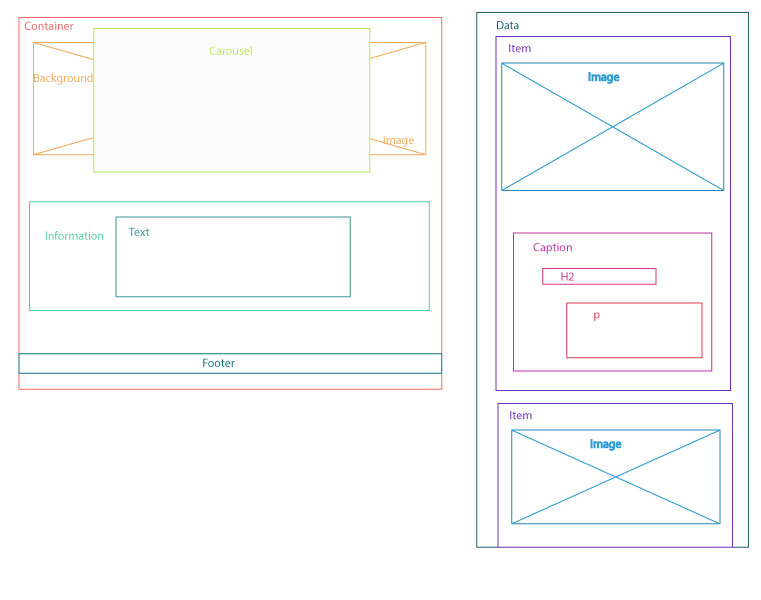 Container
Carousel
Background
Image
Information
Text
Footer
Data
Item
Image
Caption
H2
p
Item
Image